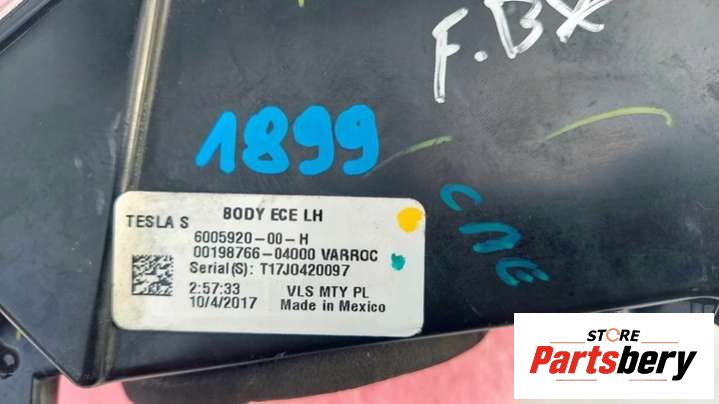 F.BX
1899
CNE
BODY ECE LH
TESLA S
6005920-00-H
00198766-04000 VARROC
Serial(S): T17J0420097
2:57:33 VLS MTY PL
10/4/2017 Made in Mexico
STORE
Partsbery